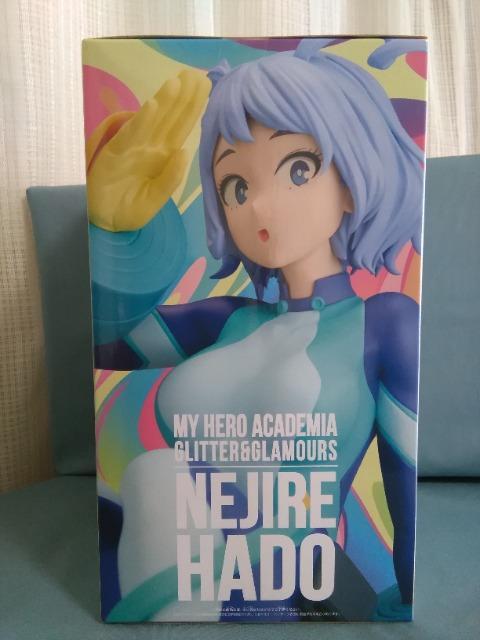 MY HERO ACADEMIA
GLITTER&GLAMOURS
NEJIRE
HADO